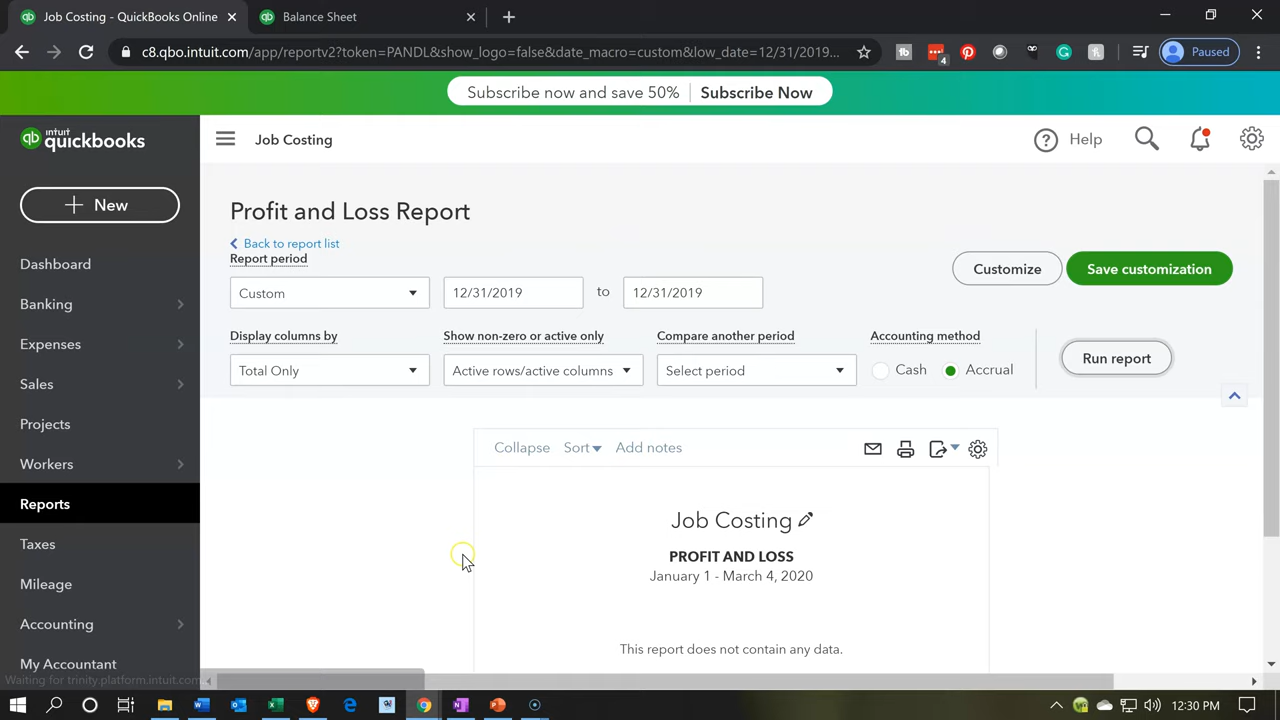 Job Costing - QuickBooks Online
Balance Sheet
c8.qbo.intuit.com/app/reportv2?token=PANDL&show_logo=false&date_macro=custom&low_date=12/31/2019...
4
Paused
Subscribe now and save 50% Subscribe Now
intuit
quickbooks
Job Costing
Help
New
Dashboard
Banking
Expenses
Sales
Projects
Workers
Reports
Taxes
Mileage
Accounting
My Accountant
Profit and Loss Report
Back to report list
Report period
Custom
12/31/2019
to
12/31/2019
Customize
Save customization
Display columns by
Show non-zero or active only
Compare another period
Accounting method
Total Only
Active rows/active columns
Select period
Cash
Accrual
Run report
Collapse
Sort
Add notes
Job Costing
PROFIT AND LOSS
January 1 - March 4, 2020
This report does not contain any data.
Waiting for trinity.platform.intuit.com...
12:30 PM